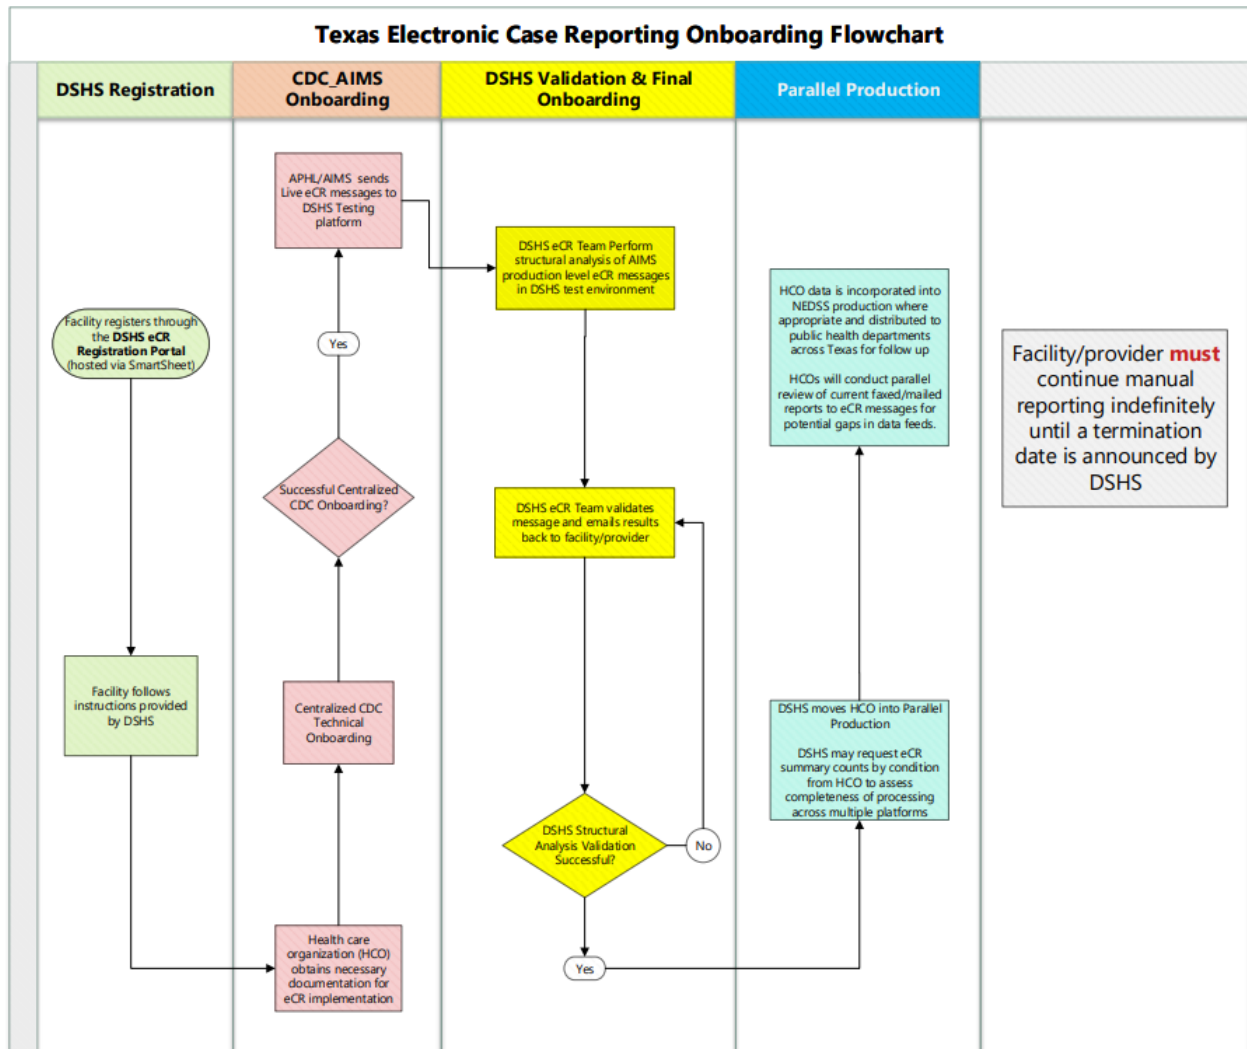 Texas Electronic Case Reporting Onboarding Flowchart
DSHS Registration
CDC_AIMS
Onboarding
DSHS Validation & Final
Onboarding
Parallel Production
Facility registers through
the DSHS eCR
Registration Portal
(hosted via SmartSheet)
Facility follows
instructions provided
by DSHS
APHL/AIMS sends
Live eCR messages to
DSHS Testing
platform
Yes
Successful Centralized
CDC Onboarding?
Centralized CDC
Technical
Onboarding
Health care
organization (HCO)
obtains necessary
documentation for
eCR implementation
DSHS eCR Team Perform
structural analysis of AIMS
production level eCR messages
in DSHS test environment
DSHS eCR Team validates
message and emails results
back to facility/provider
DSHS Structural
Analysis Validation
Successful?
No
Yes
HCO data is incorporated into
NEDSS production where
appropriate and distributed to
public health departments
across Texas for follow up
HCOs will conduct parallel
review of current faxed/mailed
reports to eCR messages for
potential gaps in data feeds.
DSHS moves HCO into Parallel
Production
DSHS may request eCR
summary counts by condition
from HCO to assess
completeness of processing
across multiple platforms
Facility/provider must
continue manual
reporting indefinitely
until a termination
date is announced by
DSHS